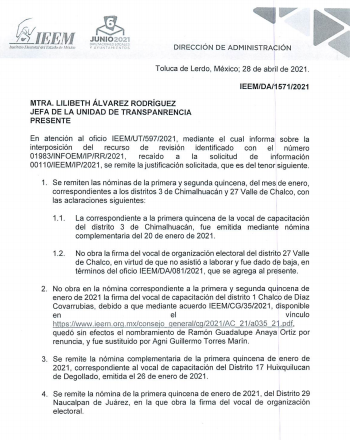 IEEM
Instituto Electoral del Estado de México
6
JUNIO2021
DIRECCIÓN DE ADMINISTRACIÓN
Toluca de Lerdo, México; 28 de abril de 2021.
IEEM/DA/1571/2021
MTRA. LILIBETH ÁLVAREZ RODRÍGUEZ
JEFA DE LA UNIDAD DE TRANSPANRENCIA
PRESENTE
En atención al oficio IEEM/UT/597/2021, mediante el cual informa sobre la
interposición del recurso de revisión identificado con el número
01983/INFOEM/IP/RR/2021, recaído a la solicitud de información
00110/IEEM/IP/2021, se remite la justificación solicitada, que es del tenor siguiente.
1. Se remiten las nóminas de la primera y segunda quincena, del mes de enero,
correspondientes a los distritos 3 de Chimalhuacán y 27 Valle de Chalco, con
las aclaraciones siguientes:
1.1. La correspondiente a la primera quincena de la vocal de capacitación
del distrito 3 de Chimalhuacán, fue emitida mediante nómina
complementaria del 20 de enero de 2021.
1.2. No obra la firma del vocal de organización electoral del distrito 27 Valle
de Chalco, en virtud de que no asistió a laborar y fue dado de baja, en
términos del oficio IEEM/DA/081/2021, que se agrega al presente.
2. No obra en la nómina correspondiente a la primera y segunda quincena de
enero de 2021 la firma del vocal de capacitación del distrito 1 Chalco de Díaz
Covarrubias, debido a que mediante acuerdo IEEM/CG/35/2021, disponible
en el vínculo
https://www.ieem.org.mx/consejo_general/cg/2021/AC_21/a035_21.pdf,
quedó sin efectos el nombramiento de Ramón Guadalupe Anaya Ortiz por
renuncia, y fue sustituido por Agni Guillermo Torres Marín.
3. Se remite la nómina complementaria de la primera quincena de enero de
2021, correspondiente al vocal de capacitación del Distrito 17 Huixquilucan
de Degollado, emitida el 26 de enero de 2021.
4. Se remite la nómina de la primera quincena de enero de 2021, del Distrito 29
Naucalpan de Juárez, en la que obra la firma del vocal de organización
electoral.